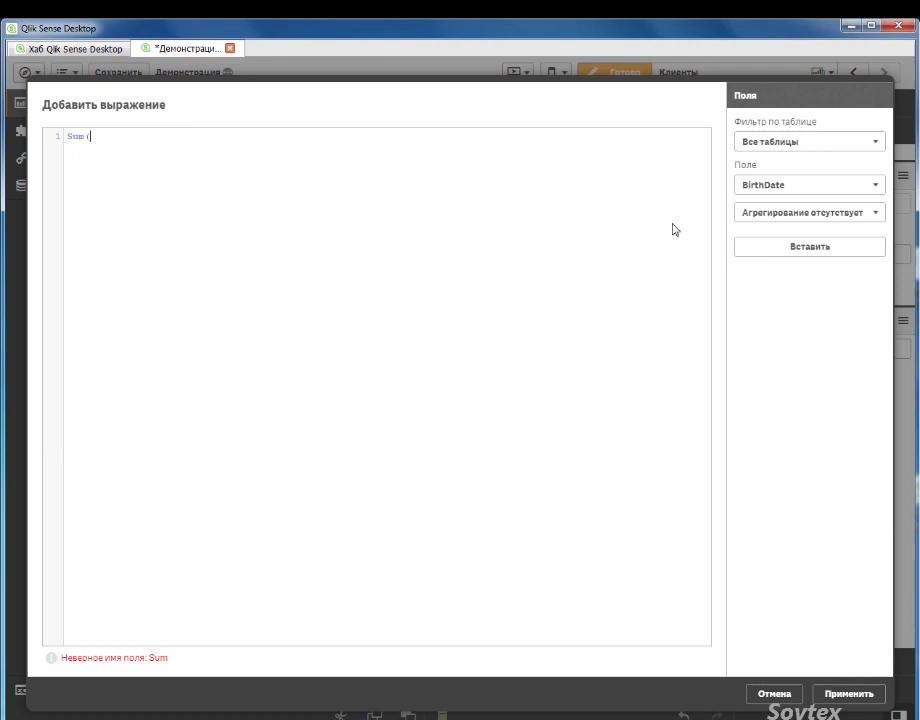 Qlik Sense Desktop
Хаб Qlik Sense Desktop
*Демонстраци...
Сохранить
Демонстрация
Готово
Клиенты
Добавить выражение
1 Sum (
Поля
Фильтр по таблице
Все таблицы
Поле
BirthDate
Агрегирование отсутствует
Вставить
Неверное имя поля: Sum
Отмена
Применить
Sovtex